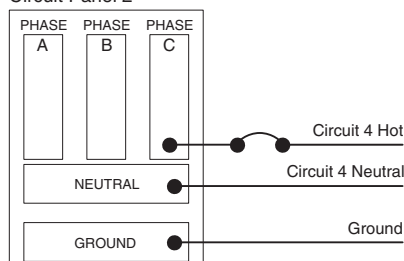 Circuit Panel 2
PHASE PHASE PHASE
A B C
Circuit 4 Hot
Circuit 4 Neutral
NEUTRAL
Ground
GROUND